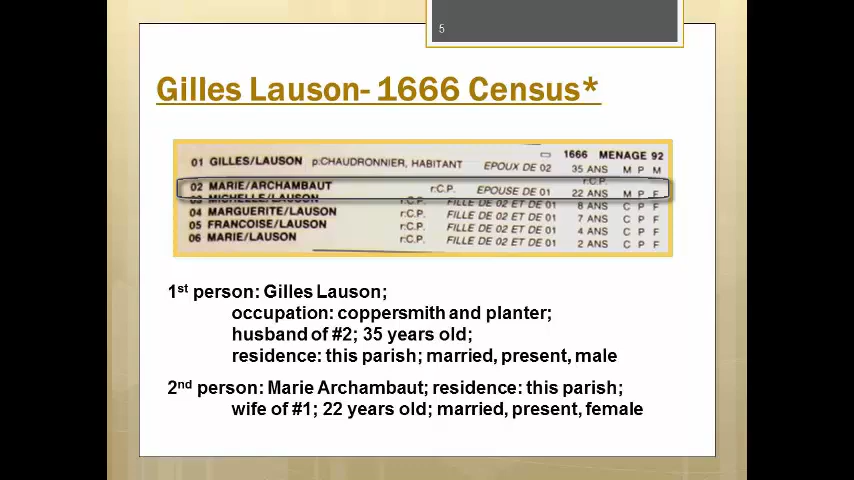 5
Gilles Lauson- 1666 Census*
1666 MENAGE 92
01 GILLES/LAUSON p:CHAUDRONNIER, HABITANT EPOUX DE 02 35 ANS M P M
r:C.P.
02 MARIE/ARCHAMBAUT r:C.P. EPOUSE DE 01 22 ANS M P F
03 MICHELLE/LAUSON r:C.P. FILLE DE 02 ET DE 01 8 ANS C P F
04 MARGUERITE/LAUSON r:C.P. FILLE DE 02 ET DE 01 7 ANS C P F
05 FRANCOISE/LAUSON r:C.P. FILLE DE 02 ET DE 01 4 ANS C P F
06 MARIE/LAUSON r:C.P. FILLE DE 02 ET DE 01 2 ANS C P F
1st person: Gilles Lauson;
occupation: coppersmith and planter;
husband of #2; 35 years old;
residence: this parish; married, present, male
2nd person: Marie Archambaut; residence: this parish;
wife of #1; 22 years old; married, present, female